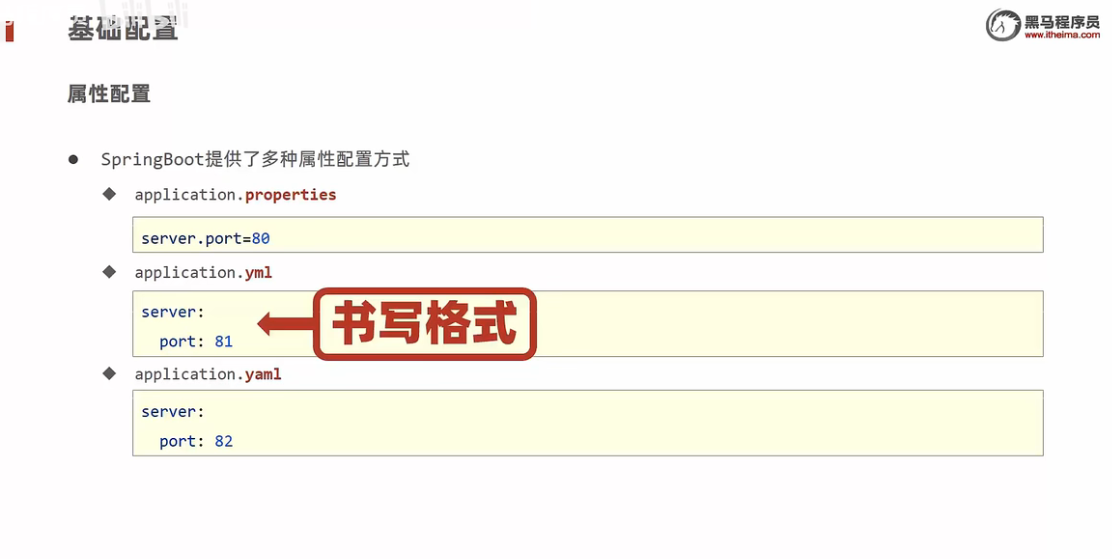 基础配置
黑马程序员
www.itheima.com
属性配置
● SpringBoot提供了多种属性配置方式
◆ application.properties
server.port=80
◆ application.yml
server:
  port: 81
书写格式
◆ application.yaml
server:
  port: 82